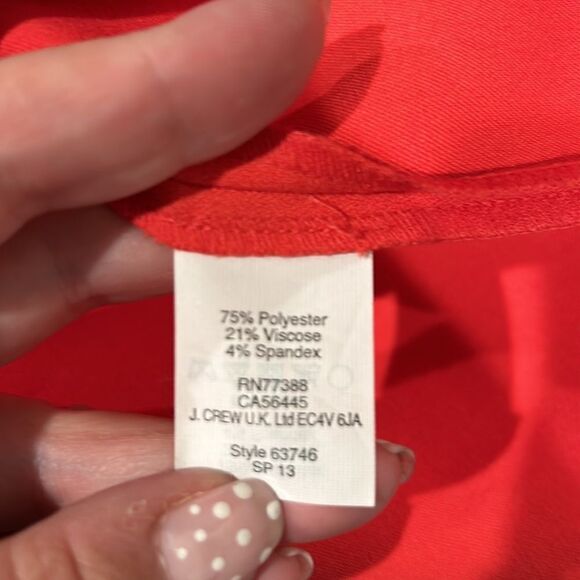 75% Polyester
21% Viscose
4% Spandex
RN77388
CA56445
J. CREW U.K. Ltd EC4V 6JA
Style 63746
SP 13